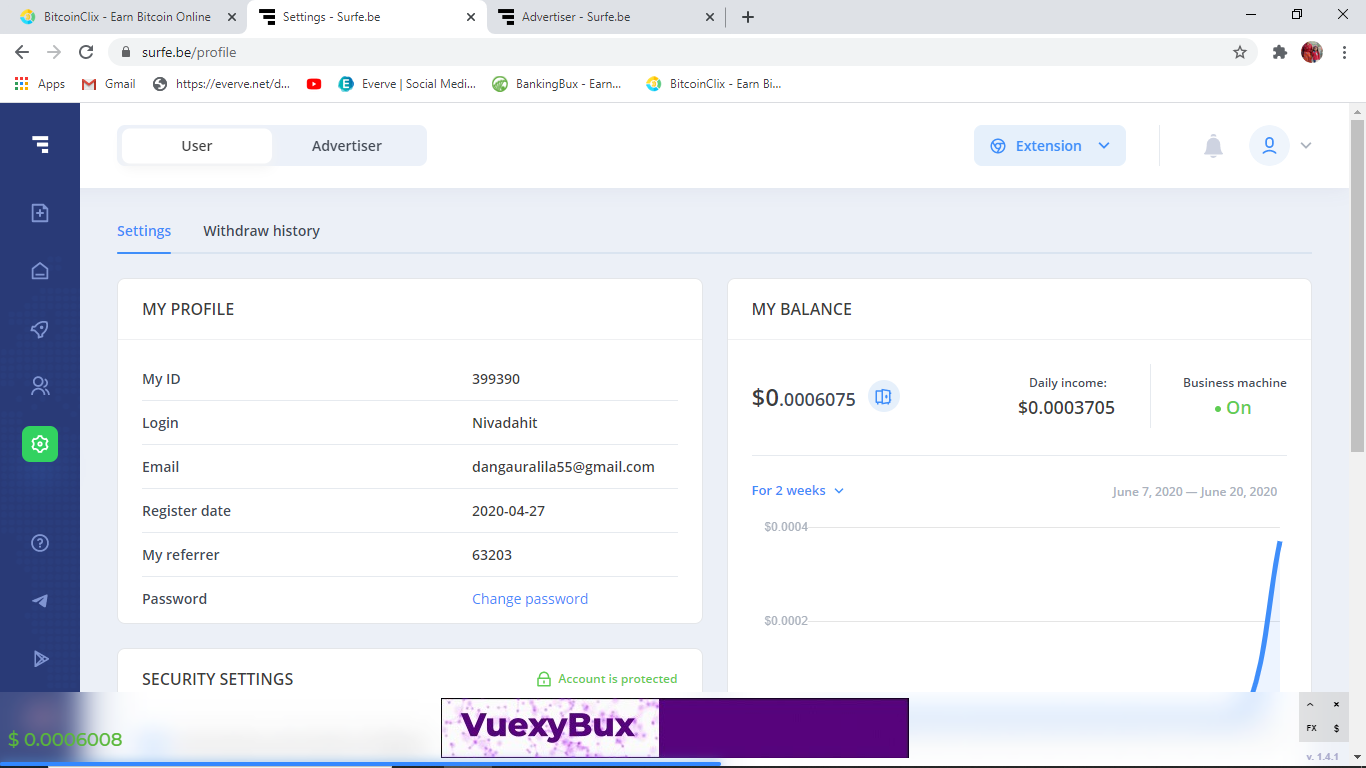 BitcoinClix - Earn Bitcoin Online
Settings - Surfe.be
Advertiser - Surfe.be
surfe.be/profile
Apps
Gmail
https://everve.net/d...
Everve | Social Medi...
BankingBux - Earn...
BitcoinClix - Earn Bi...
User
Advertiser
Extension
Settings
Withdraw history
MY PROFILE
My ID 399390
Login Nivadahit
Email dangauralila55@gmail.com
Register date 2020-04-27
My referrer 63203
Password Change password
SECURITY SETTINGS
Account is protected
MY BALANCE
$0.0006075
Daily income:
$0.0003705
Business machine
On
For 2 weeks
June 7, 2020 — June 20, 2020
$0.0004
$0.0002
$ 0.0006008
VuexyBux
FX $
v. 1.4.1